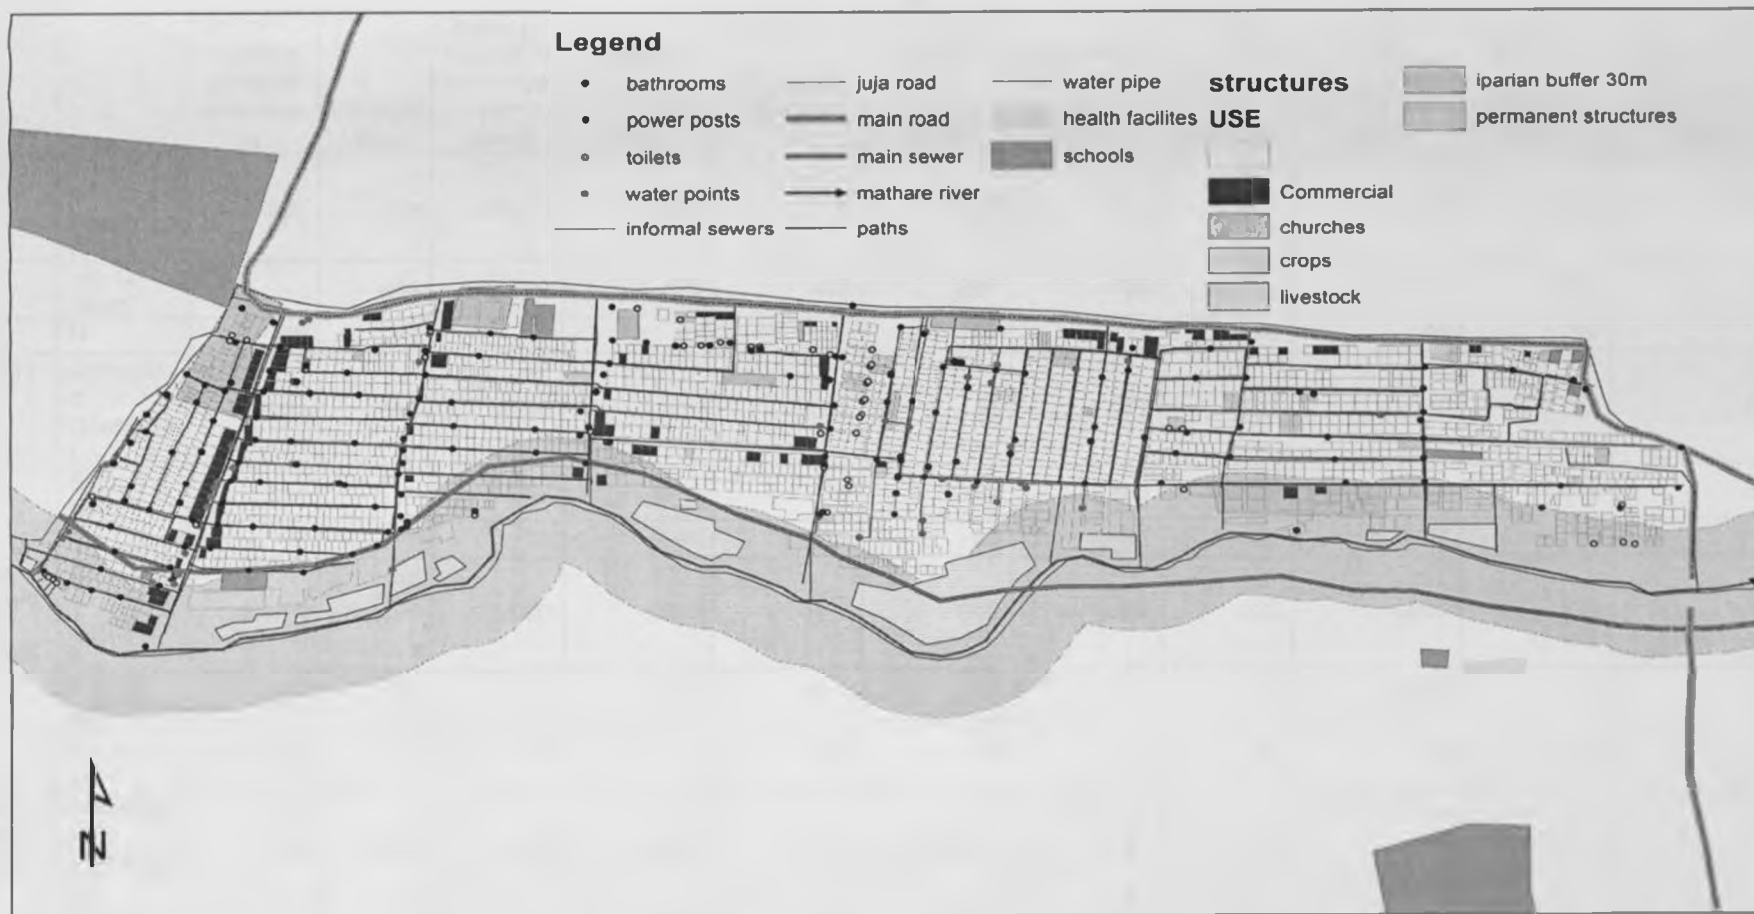 Legend
bathrooms
power posts
toilets
water points
informal sewers
juja road
main road
main sewer
mathare river
paths
water pipe
health facilites
schools
structures
USE
Commercial
churches
crops
livestock
iparian buffer 30m
permanent structures
N